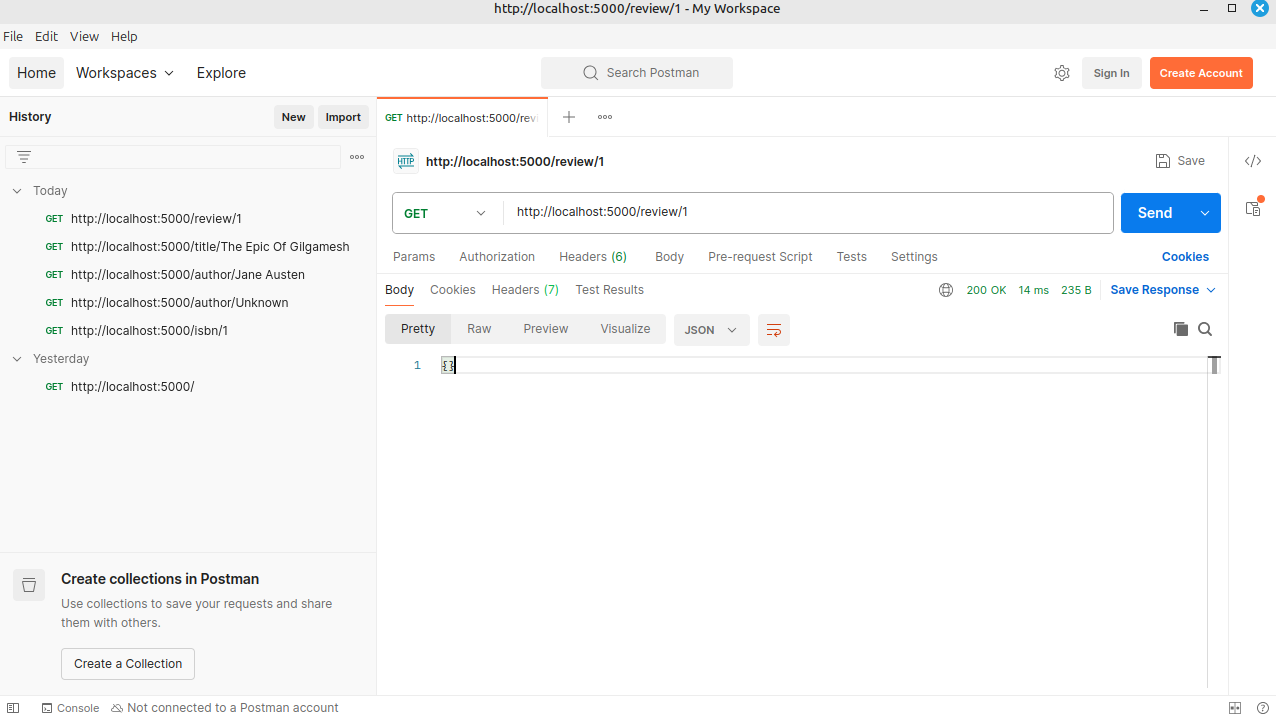 http://localhost:5000/review/1 - My Workspace
File Edit View Help
Home Workspaces Explore Search Postman Sign In Create Account
History New Import
GET http://localhost:5000/rev
http://localhost:5000/review/1 Save
Today
GET http://localhost:5000/review/1
GET http://localhost:5000/title/The Epic Of Gilgamesh
GET http://localhost:5000/author/Jane Austen
GET http://localhost:5000/author/Unknown
GET http://localhost:5000/isbn/1
Yesterday
GET http://localhost:5000/
GET http://localhost:5000/review/1 Send
Params Authorization Headers (6) Body Pre-request Script Tests Settings Cookies
Body Cookies Headers (7) Test Results 200 OK 14 ms 235 B Save Response
Pretty Raw Preview Visualize JSON
1 {}
Create collections in Postman
Use collections to save your requests and share
them with others.
Create a Collection
Console Not connected to a Postman account